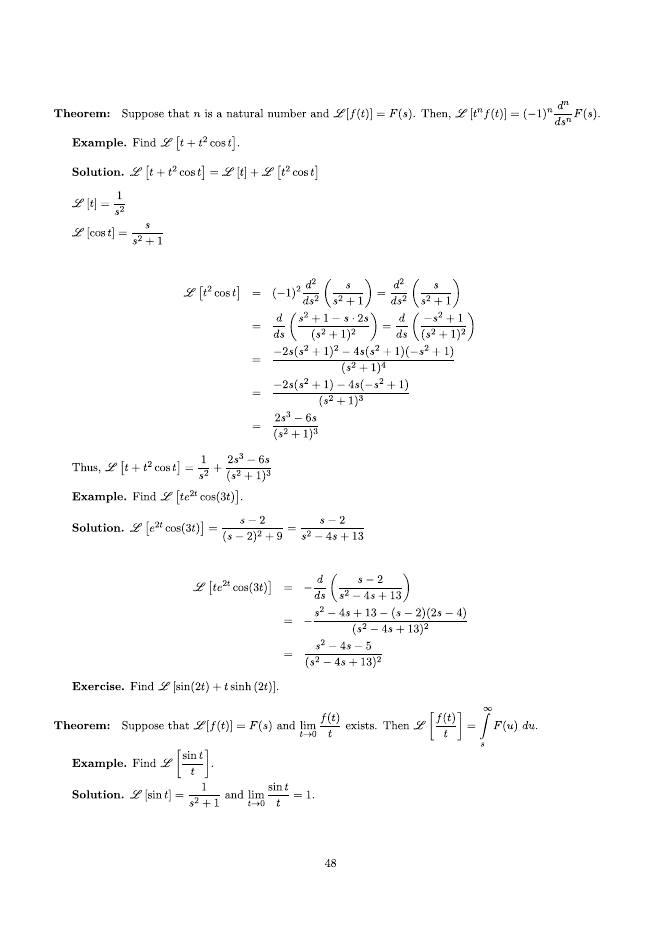 Theorem: Suppose that n is a natural number and ℒ[f(t)] = F(s). Then, ℒ [tⁿf(t)] = (−1)ⁿ dⁿ/dsⁿ F(s).
Example. Find ℒ [t + t² cos t].
Solution. ℒ [t + t² cos t] = ℒ [t] + ℒ [t² cos t]
ℒ [t] = 1/s²
ℒ [cos t] = s/(s² + 1)
ℒ [t² cos t] = (−1)² d²/ds² (s/(s² + 1)) = d²/ds² (s/(s² + 1))
= d/ds ((s² + 1 − s · 2s)/(s² + 1)²) = d/ds ((−s² + 1)/(s² + 1)²)
= (−2s(s² + 1)² − 4s(s² + 1)(−s² + 1))/(s² + 1)⁴
= (−2s(s² + 1) − 4s(−s² + 1))/(s² + 1)³
= (2s³ − 6s)/(s² + 1)³
Thus, ℒ [t + t² cos t] = 1/s² + (2s³ − 6s)/(s² + 1)³
Example. Find ℒ [te²ᵗ cos(3t)].
Solution. ℒ [e²ᵗ cos(3t)] = (s − 2)/((s − 2)² + 9) = (s − 2)/(s² − 4s + 13)
ℒ [te²ᵗ cos(3t)] = − d/ds ((s − 2)/(s² − 4s + 13))
= − (s² − 4s + 13 − (s − 2)(2s − 4))/(s² − 4s + 13)²
= (s² − 4s − 5)/(s² − 4s + 13)²
Exercise. Find ℒ [sin(2t) + t sinh (2t)].
Theorem: Suppose that ℒ[f(t)] = F(s) and lim t→0 f(t)/t exists. Then ℒ [f(t)/t] = ∫ₛ^∞ F(u) du.
Example. Find ℒ [sin t/t].
Solution. ℒ [sin t] = 1/(s² + 1) and lim t→0 sin t/t = 1.
48